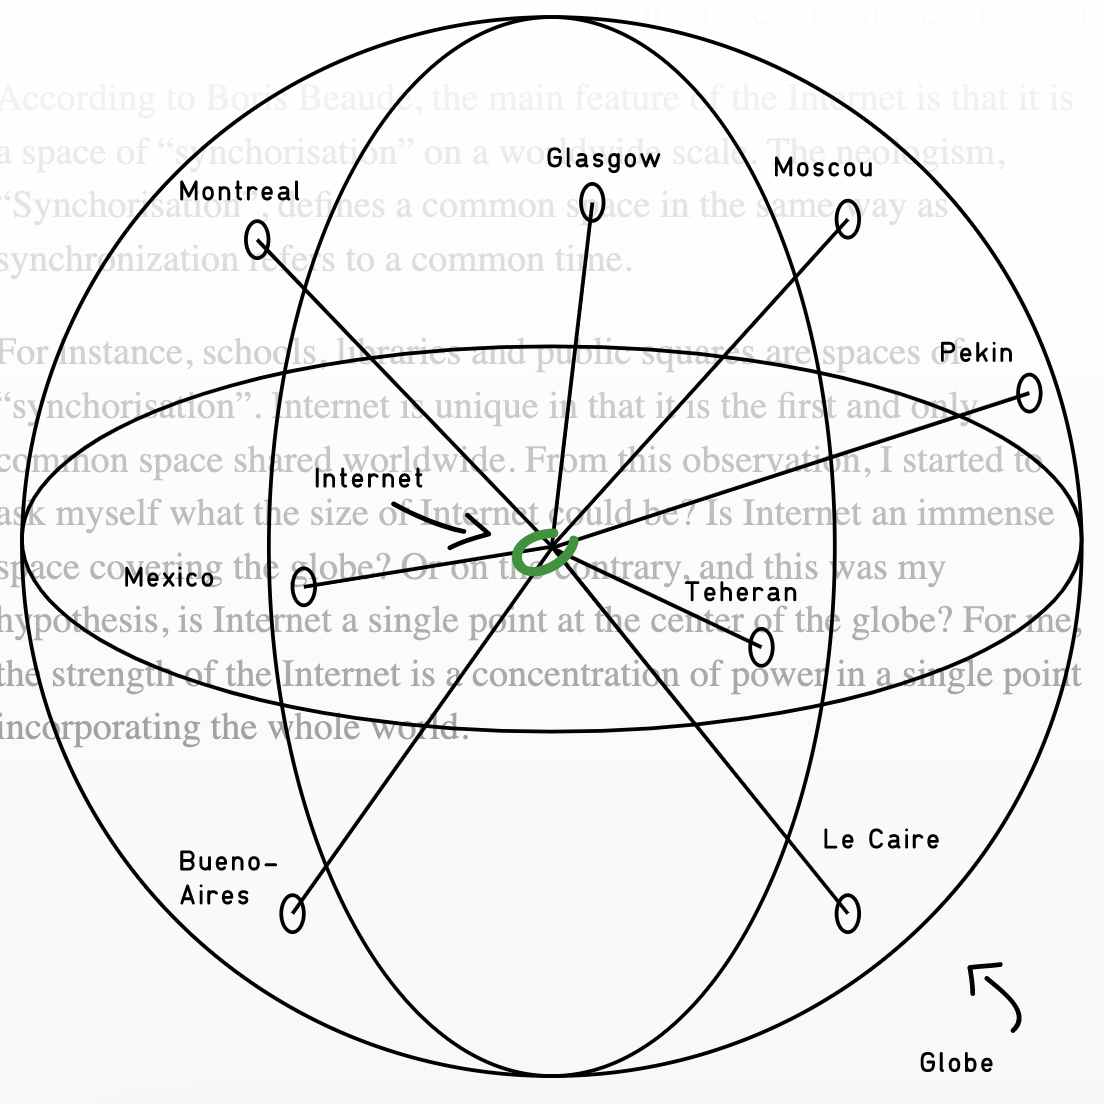 I n t e r n e t
According to Boris Beaude, the main feature of the Internet is that it is
a space of “synchorisation” on a worldwide scale. The neologism,
“Synchorisation”, defines a common space in the same way as
synchronization refers to a common time.
For instance, schools, libraries and public squares are spaces of
“synchorisation”. Internet is unique in that it is the first and only
common space shared worldwide. From this observation, I started to
ask myself what the size of Internet could be? Is Internet an immense
space covering the globe? Or on the contrary, and this was my
hypothesis, is Internet a single point at the center of the globe? For me,
the strength of the Internet is a concentration of power in a single point
incorporating the whole world.
Glasgow
Moscou
Montreal
Pekin
Internet
Mexico
Teheran
Le Caire
Bueno-
Aires
Globe